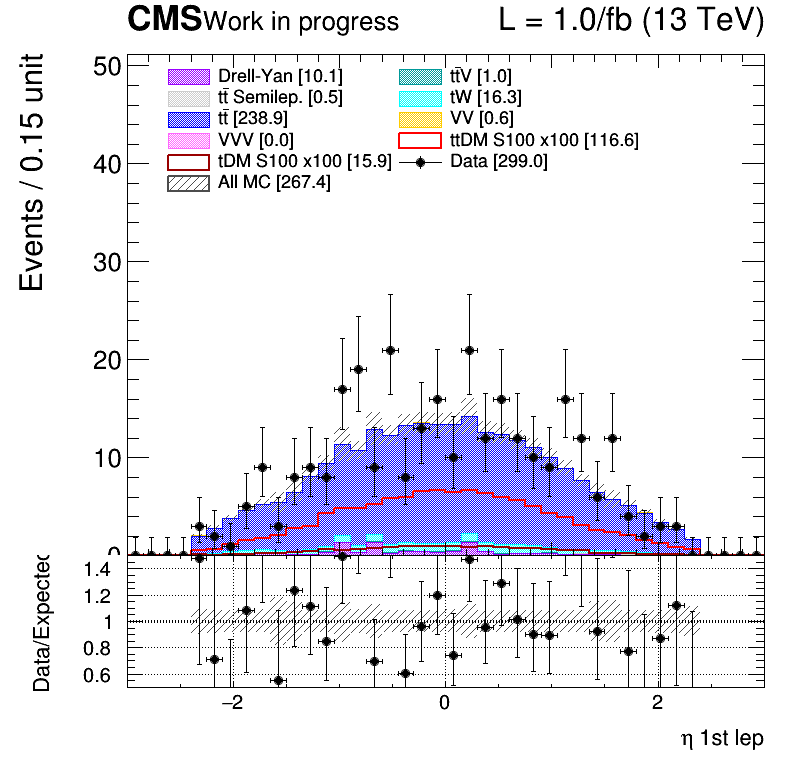 CMS Work in progress L = 1.0/fb (13 TeV)
Events / 0.15 unit
50
40
30
20
10
0
Drell-Yan [10.1]
tt̄V [1.0]
tt̄ Semilep. [0.5]
tW [16.3]
tt̄ [238.9]
VV [0.6]
VVV [0.0]
ttDM S100 x100 [116.6]
tDM S100 x100 [15.9]
Data [299.0]
All MC [267.4]
Data/Expected
1.4
1.2
1
0.8
0.6
−2 0 2
η 1st lep